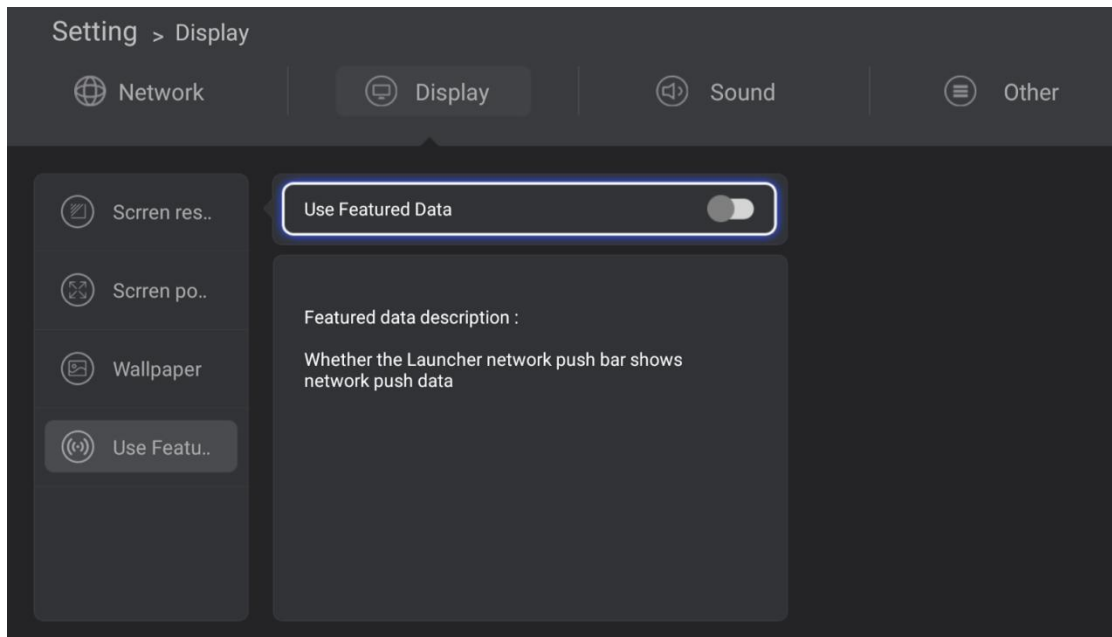 Setting > Display
Network
Display
Sound
Other
Scrren res..
Scrren po..
Wallpaper
Use Featu..
Use Featured Data
Featured data description :
Whether the Launcher network push bar shows
network push data